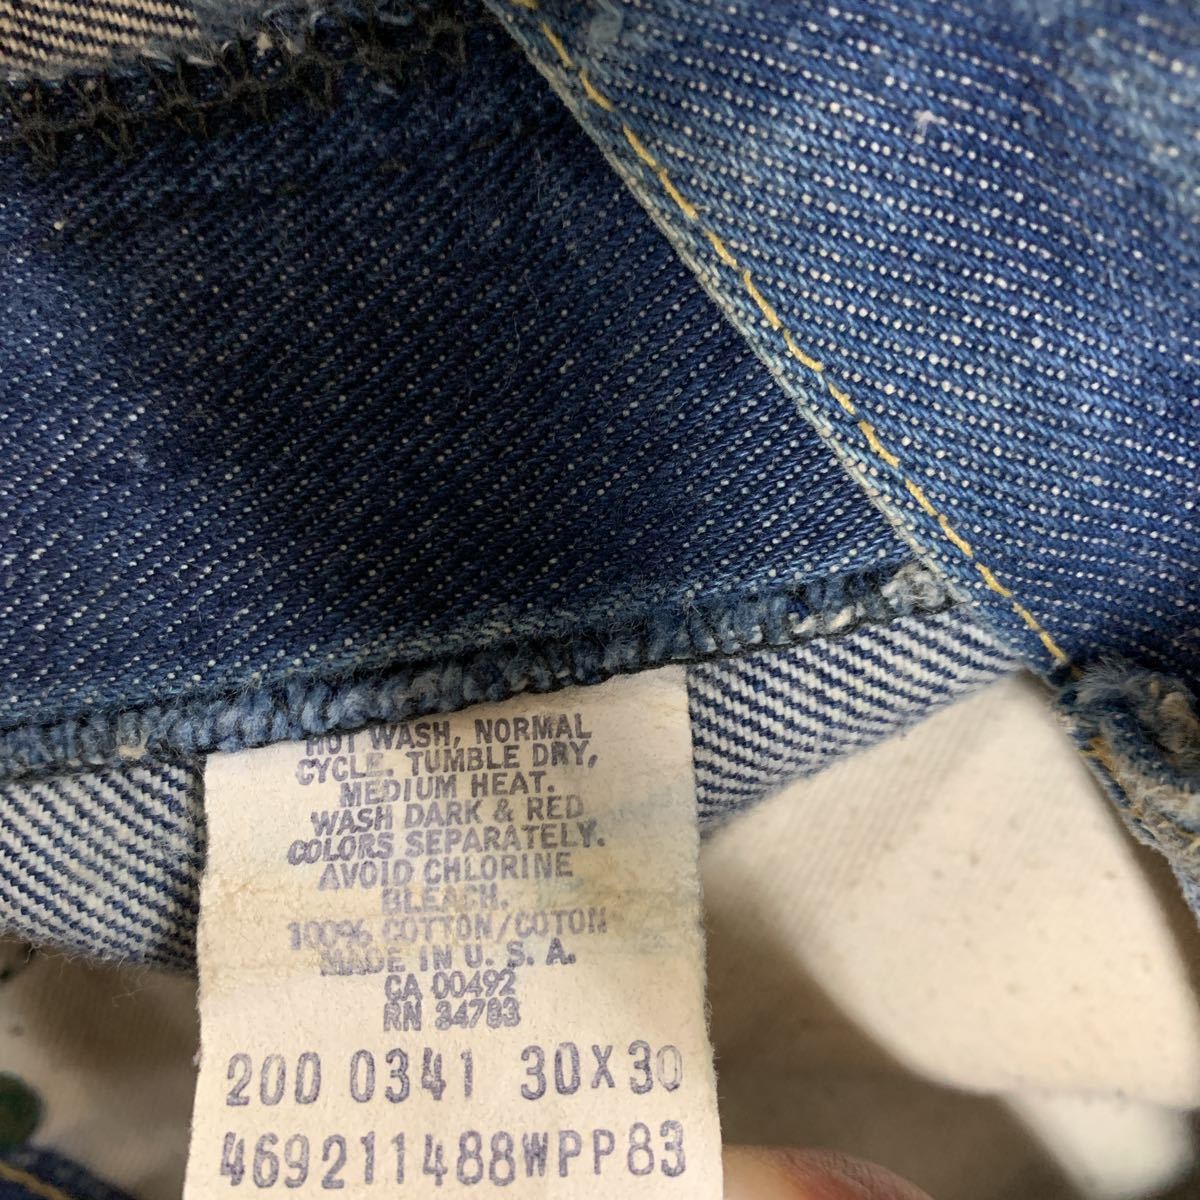 HOT WASH, NORMAL
CYCLE. TUMBLE DRY,
MEDIUM HEAT.
WASH DARK & RED
COLORS SEPARATELY.
AVOID CHLORINE
BLEACH.
100% COTTON/COTON
MADE IN U. S. A.
CA 00492
RN 34783
200 0341 30X30
469211488WPP83